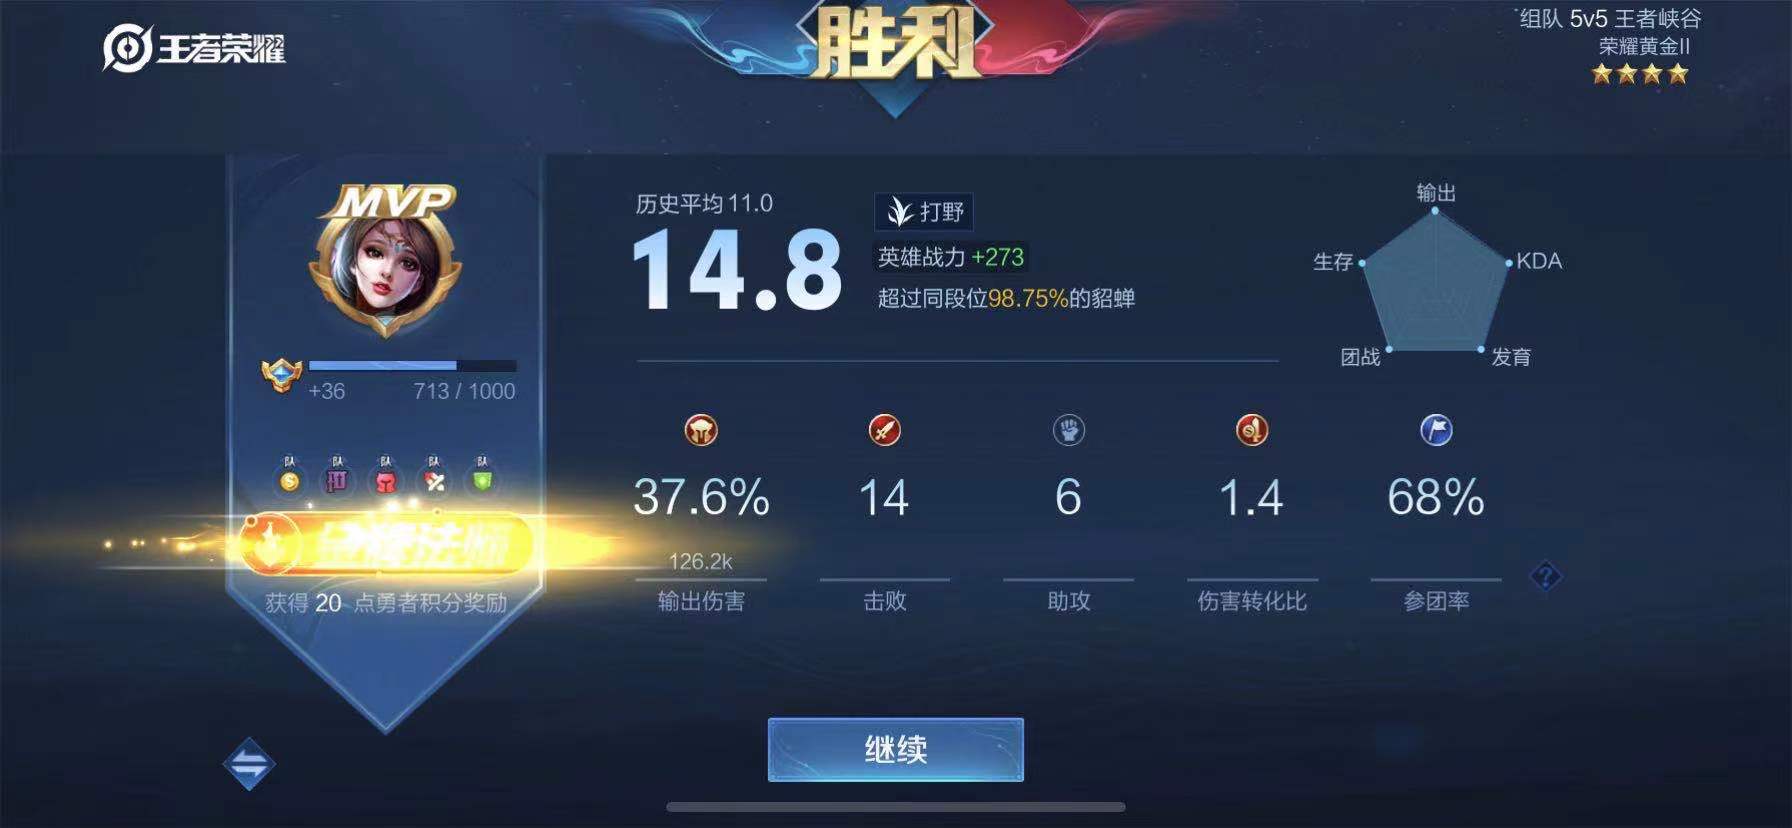 王者荣耀
胜利
组队 5v5 王者峡谷
荣耀黄金II
MVP
+36
713 / 1000
获得 20 点勇者积分奖励
历史平均 11.0
14.8
打野
英雄战力 +273
超过同段位98.75%的貂蝉
输出
生存
KDA
团战
发育
37.6%
14
6
1.4
68%
126.2k
输出伤害
击败
助攻
伤害转化比
参团率
?
继续